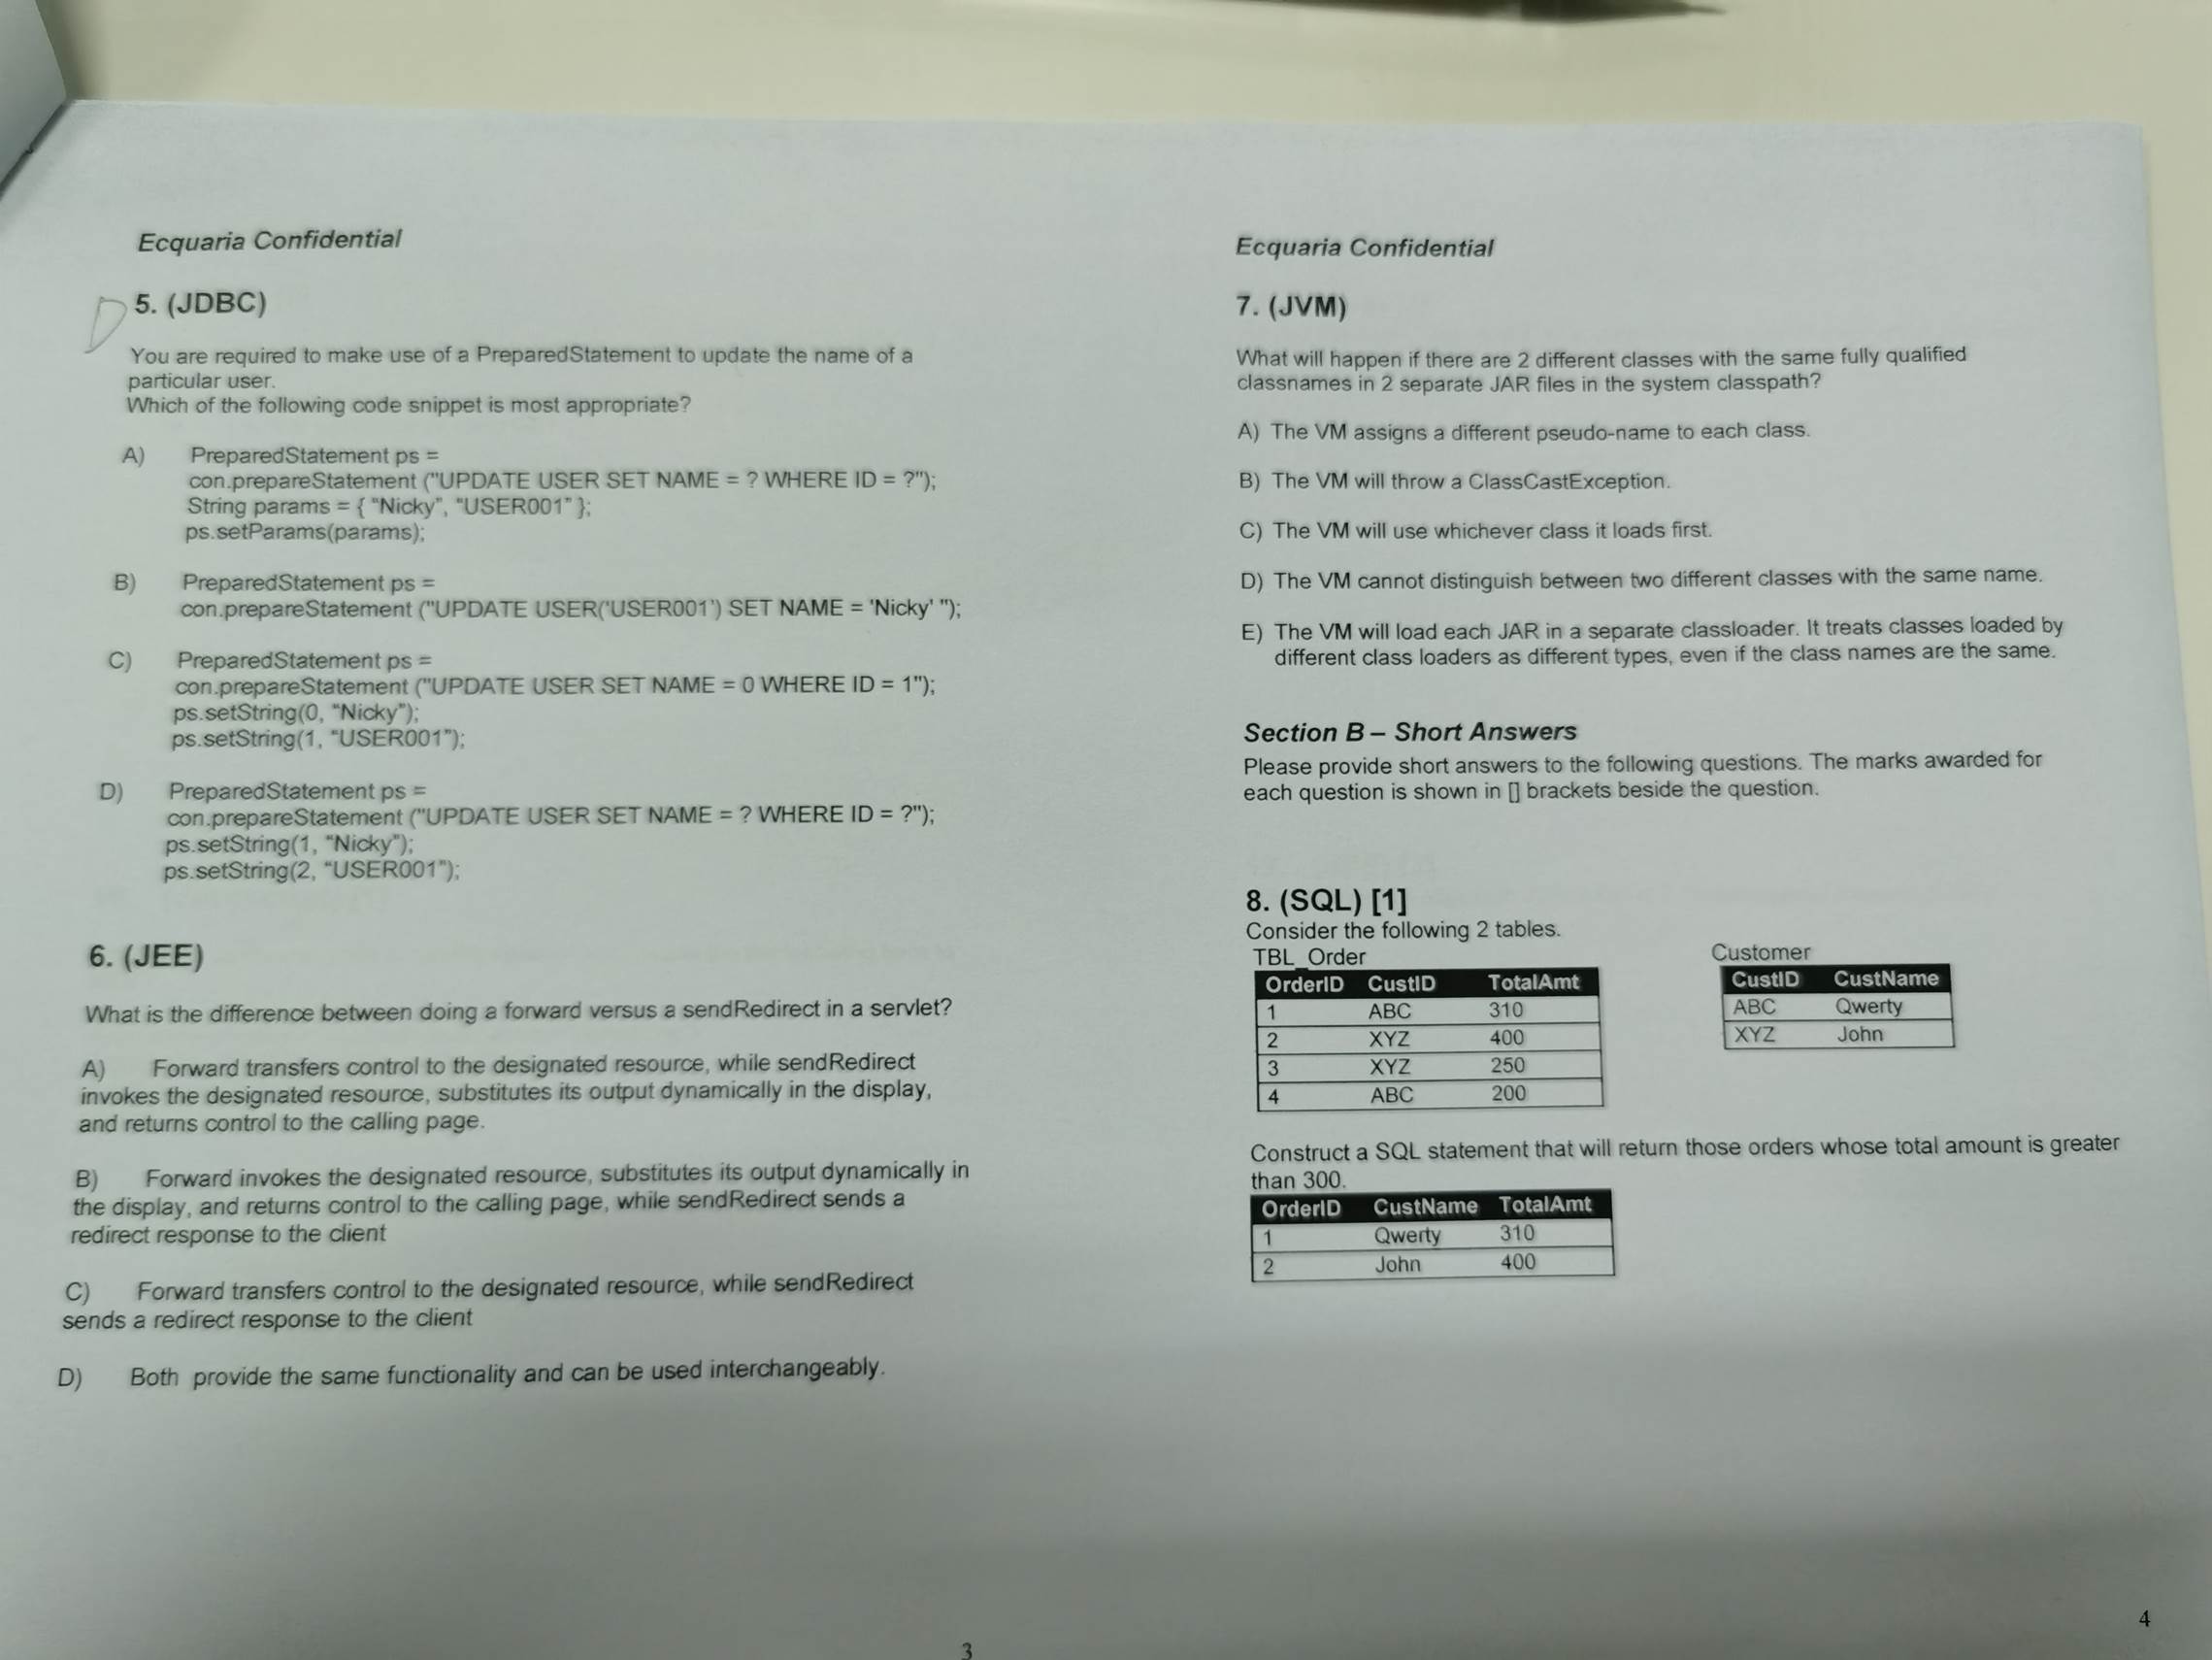 Ecquaria Confidential
D
5. (JDBC)
You are required to make use of a PreparedStatement to update the name of a
particular user.
Which of the following code snippet is most appropriate?
A) PreparedStatement ps =
con.prepareStatement ("UPDATE USER SET NAME = ? WHERE ID = ?");
String params = { “Nicky”, “USER001” };
ps.setParams(params);
B) PreparedStatement ps =
con.prepareStatement ("UPDATE USER('USER001') SET NAME = 'Nicky' ");
C) PreparedStatement ps =
con.prepareStatement ("UPDATE USER SET NAME = 0 WHERE ID = 1");
ps.setString(0, “Nicky”);
ps.setString(1, “USER001”);
D) PreparedStatement ps =
con.prepareStatement ("UPDATE USER SET NAME = ? WHERE ID = ?");
ps.setString(1, “Nicky”);
ps.setString(2, “USER001”);
6. (JEE)
What is the difference between doing a forward versus a sendRedirect in a servlet?
A) Forward transfers control to the designated resource, while sendRedirect
invokes the designated resource, substitutes its output dynamically in the display,
and returns control to the calling page.
B) Forward invokes the designated resource, substitutes its output dynamically in
the display, and returns control to the calling page, while sendRedirect sends a
redirect response to the client
C) Forward transfers control to the designated resource, while sendRedirect
sends a redirect response to the client
D) Both provide the same functionality and can be used interchangeably.
3
Ecquaria Confidential
7. (JVM)
What will happen if there are 2 different classes with the same fully qualified
classnames in 2 separate JAR files in the system classpath?
A) The VM assigns a different pseudo-name to each class.
B) The VM will throw a ClassCastException.
C) The VM will use whichever class it loads first.
D) The VM cannot distinguish between two different classes with the same name.
E) The VM will load each JAR in a separate classloader. It treats classes loaded by
different class loaders as different types, even if the class names are the same.
Section B – Short Answers
Please provide short answers to the following questions. The marks awarded for
each question is shown in [] brackets beside the question.
8. (SQL) [1]
Consider the following 2 tables.
TBL_Order
OrderID CustID TotalAmt
1 ABC 310
2 XYZ 400
3 XYZ 250
4 ABC 200
Customer
CustID CustName
ABC Qwerty
XYZ John
Construct a SQL statement that will return those orders whose total amount is greater
than 300.
OrderID CustName TotalAmt
1 Qwerty 310
2 John 400
4